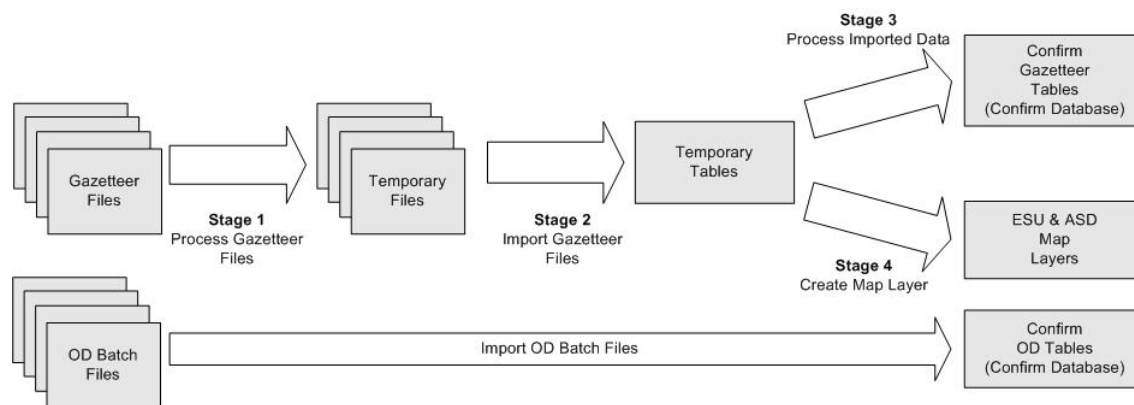 Stage 3
Process Imported Data
Confirm
Gazetteer
Tables
(Confirm Database)
Gazetteer
Files
Stage 1
Process Gazetteer
Files
Temporary
Files
Stage 2
Import Gazetteer
Files
Temporary
Tables
Stage 4
Create Map Layer
ESU & ASD
Map
Layers
OD Batch
Files
Import OD Batch Files
Confirm
OD Tables
(Confirm Database)